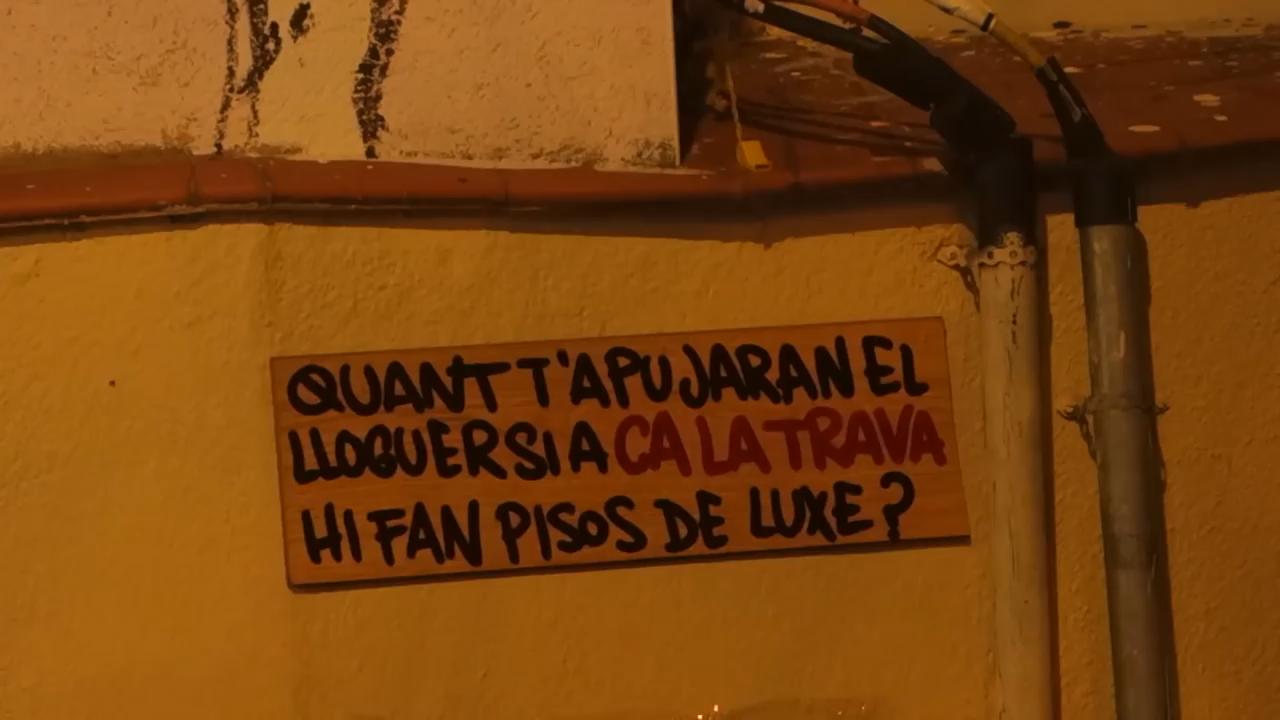 QUANT T'APUJARAN EL
LLOGUER SI A CA LA TRAVA
HI FAN PISOS DE LUXE?